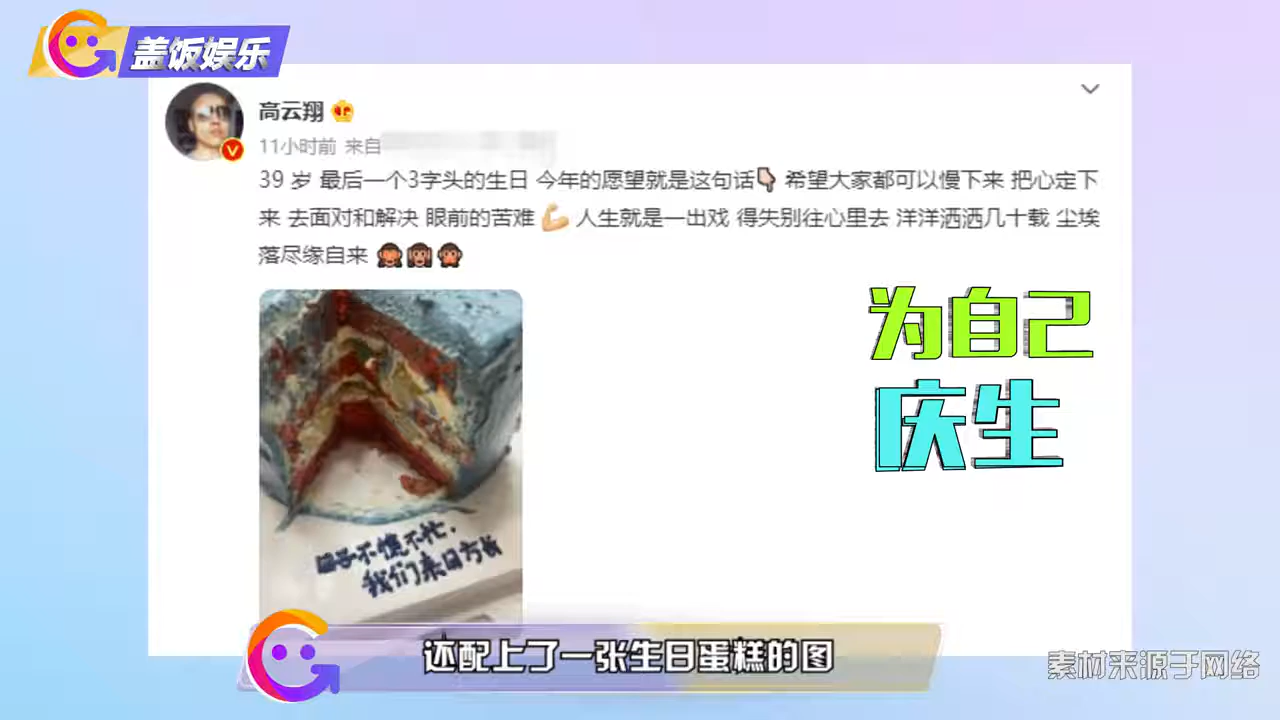 盖饭娱乐
高云翔
11小时前 来自
39 岁 最后一个3字头的生日 今年的愿望就是这句话👇 希望大家都可以慢下来 把心定下
来 去面对和解决 眼前的苦难 💪 人生就是一出戏 得失别往心里去 洋洋洒洒几十载 尘埃
落尽缘自来 🙈🙉🙊
为自己
庆生
日子不慌不忙，
我们来日方长
还配上了一张生日蛋糕的图
素材来源于网络